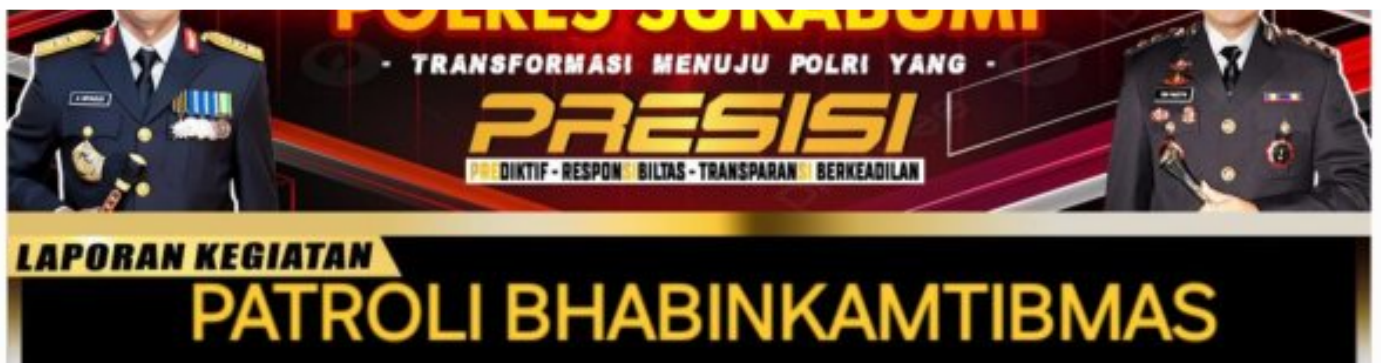 POLRES SUKABUMI
- TRANSFORMASI MENUJU POLRI YANG -
PRESISI
PREDIKTIF - RESPONSIBILTAS - TRANSPARANSI BERKEADILAN
LAPORAN KEGIATAN
PATROLI BHABINKAMTIBMAS